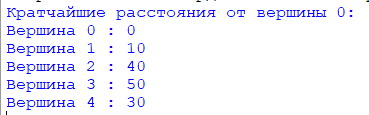 Кратчайшие расстояния от вершины 0:
Вершина 0 : 0
Вершина 1 : 10
Вершина 2 : 40
Вершина 3 : 50
Вершина 4 : 30